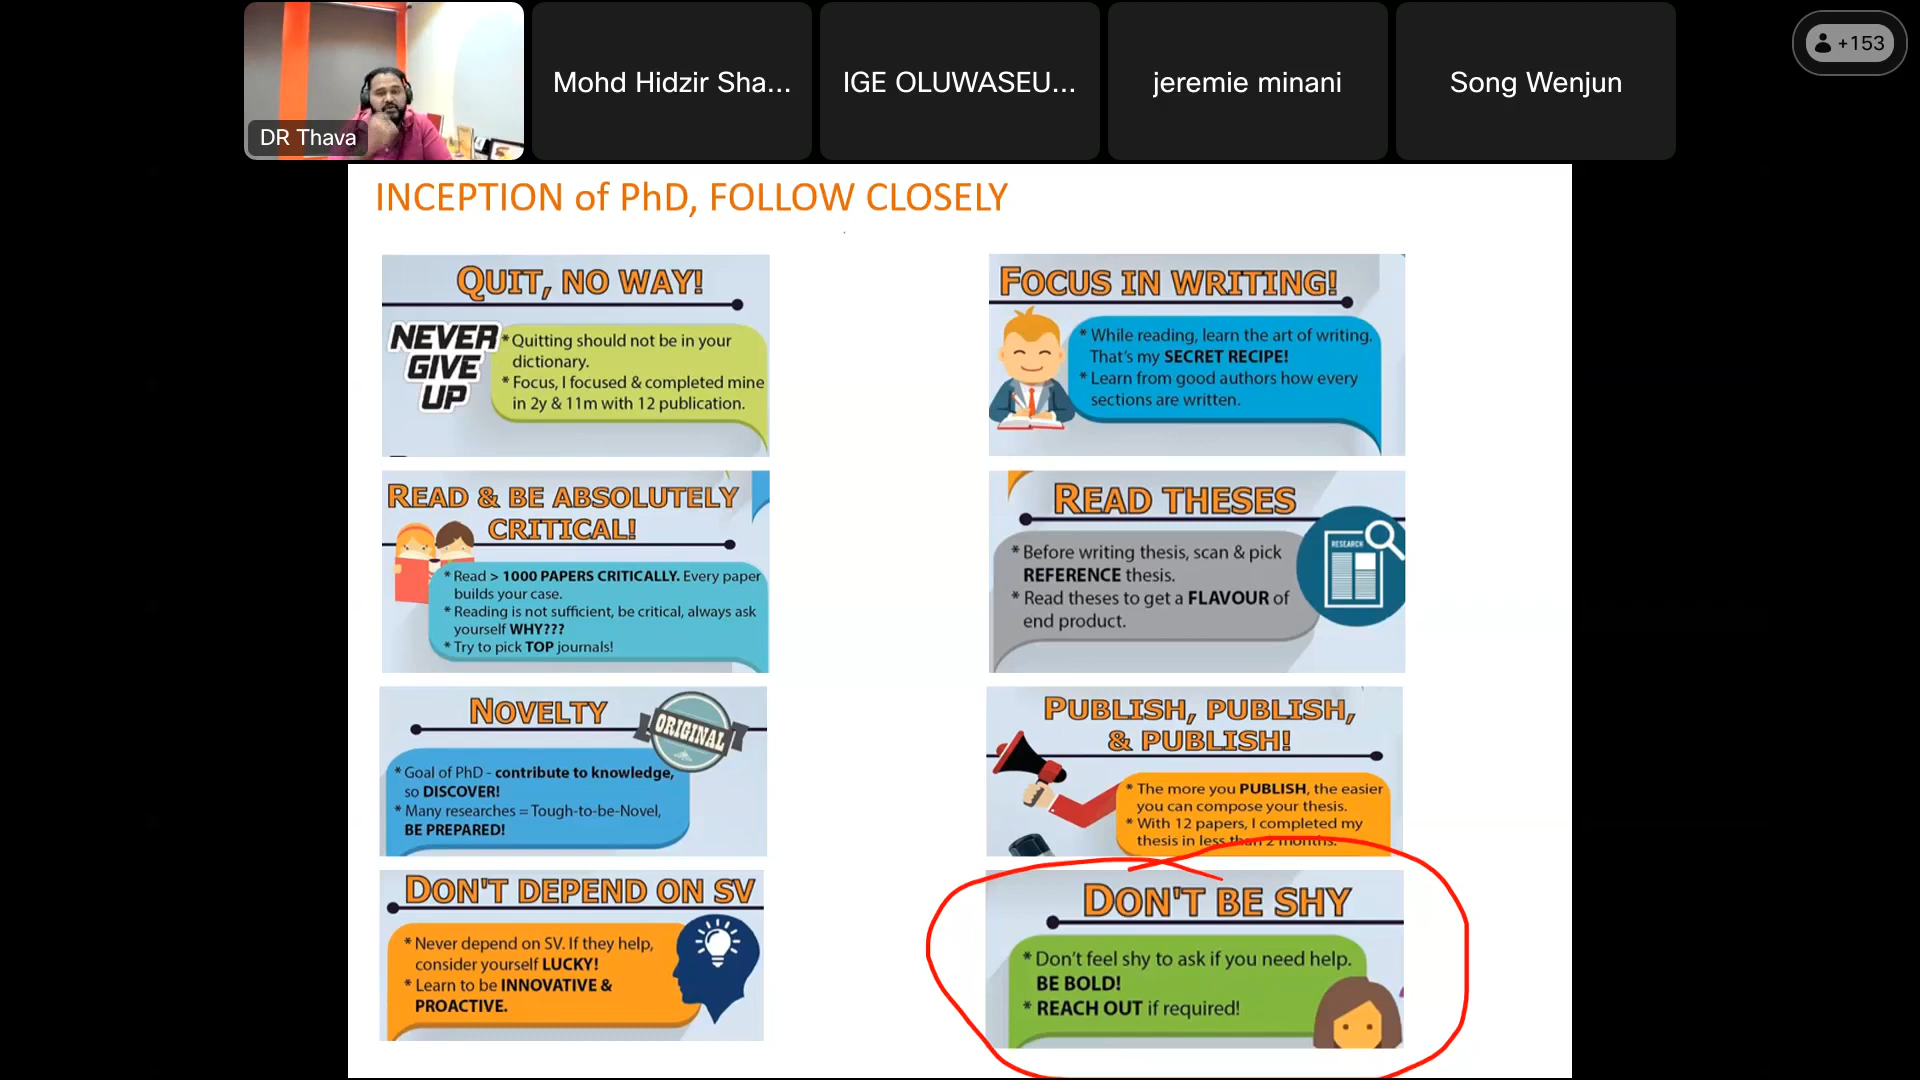 DR Thava
Mohd Hidzir Sha...
IGE OLUWASEU...
jeremie minani
Song Wenjun
+153
INCEPTION of PhD, FOLLOW CLOSELY
QUIT, NO WAY!
NEVER
GIVE
UP
* Quitting should not be in your
dictionary.
* Focus, I focused & completed mine
in 2y & 11m with 12 publication.
FOCUS IN WRITING!
* While reading, learn the art of writing.
That's my SECRET RECIPE!
* Learn from good authors how every
sections are written.
READ & BE ABSOLUTELY
CRITICAL!
* Read > 1000 PAPERS CRITICALLY. Every paper
builds your case.
* Reading is not sufficient, be critical, always ask
yourself WHY???
* Try to pick TOP journals!
READ THESES
* Before writing thesis, scan & pick
REFERENCE thesis.
* Read theses to get a FLAVOUR of
end product.
RESEARCH
NOVELTY
ORIGINAL
* Goal of PhD - contribute to knowledge,
so DISCOVER!
* Many researches = Tough-to-be-Novel,
BE PREPARED!
PUBLISH, PUBLISH,
& PUBLISH!
* The more you PUBLISH, the easier
you can compose your thesis.
* With 12 papers, I completed my
thesis in less than 2 months.
DON'T DEPEND ON SV
* Never depend on SV. If they help,
consider yourself LUCKY!
* Learn to be INNOVATIVE &
PROACTIVE.
DON'T BE SHY
* Don't feel shy to ask if you need help.
BE BOLD!
* REACH OUT if required!